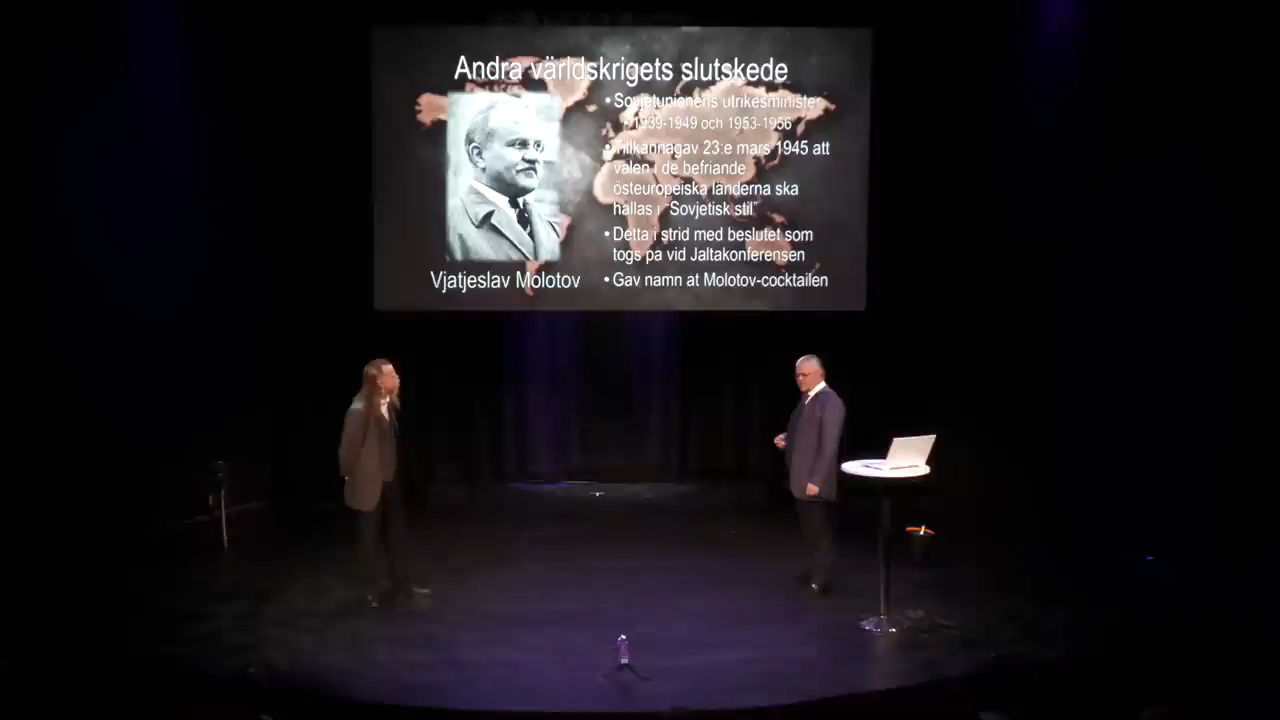 Andra världskrigets slutskede
• Sovjetunionens utrikesminister
• 1939-1949 och 1953-1956
• Tillkännagav 23:e mars 1945 att
valen i de befriande
östeuropeiska länderna ska
hållas i "Sovjetisk stil"
• Detta i strid med beslutet som
togs på vid Jaltakonferensen
• Gav namn åt Molotov-cocktailen
Vjatjeslav Molotov